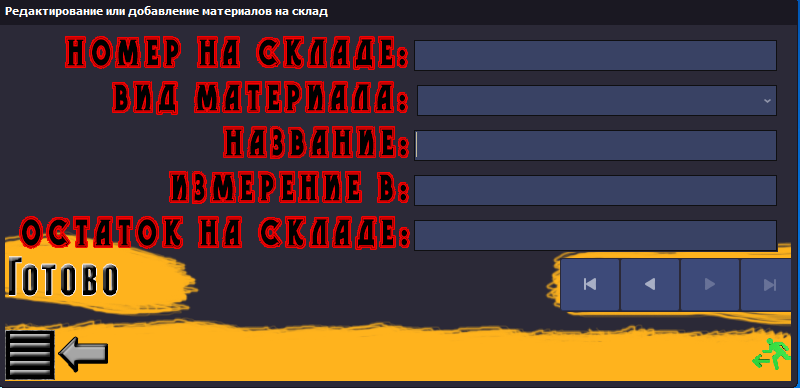 Редактирование или добавление материалов на склад
НОМЕР НА СКЛАДЕ:
ВИД МАТЕРИАЛА:
НАЗВАНИЕ:
ИЗМЕРЕНИЕ В:
ОСТАТОК НА СКЛАДЕ:
Готово